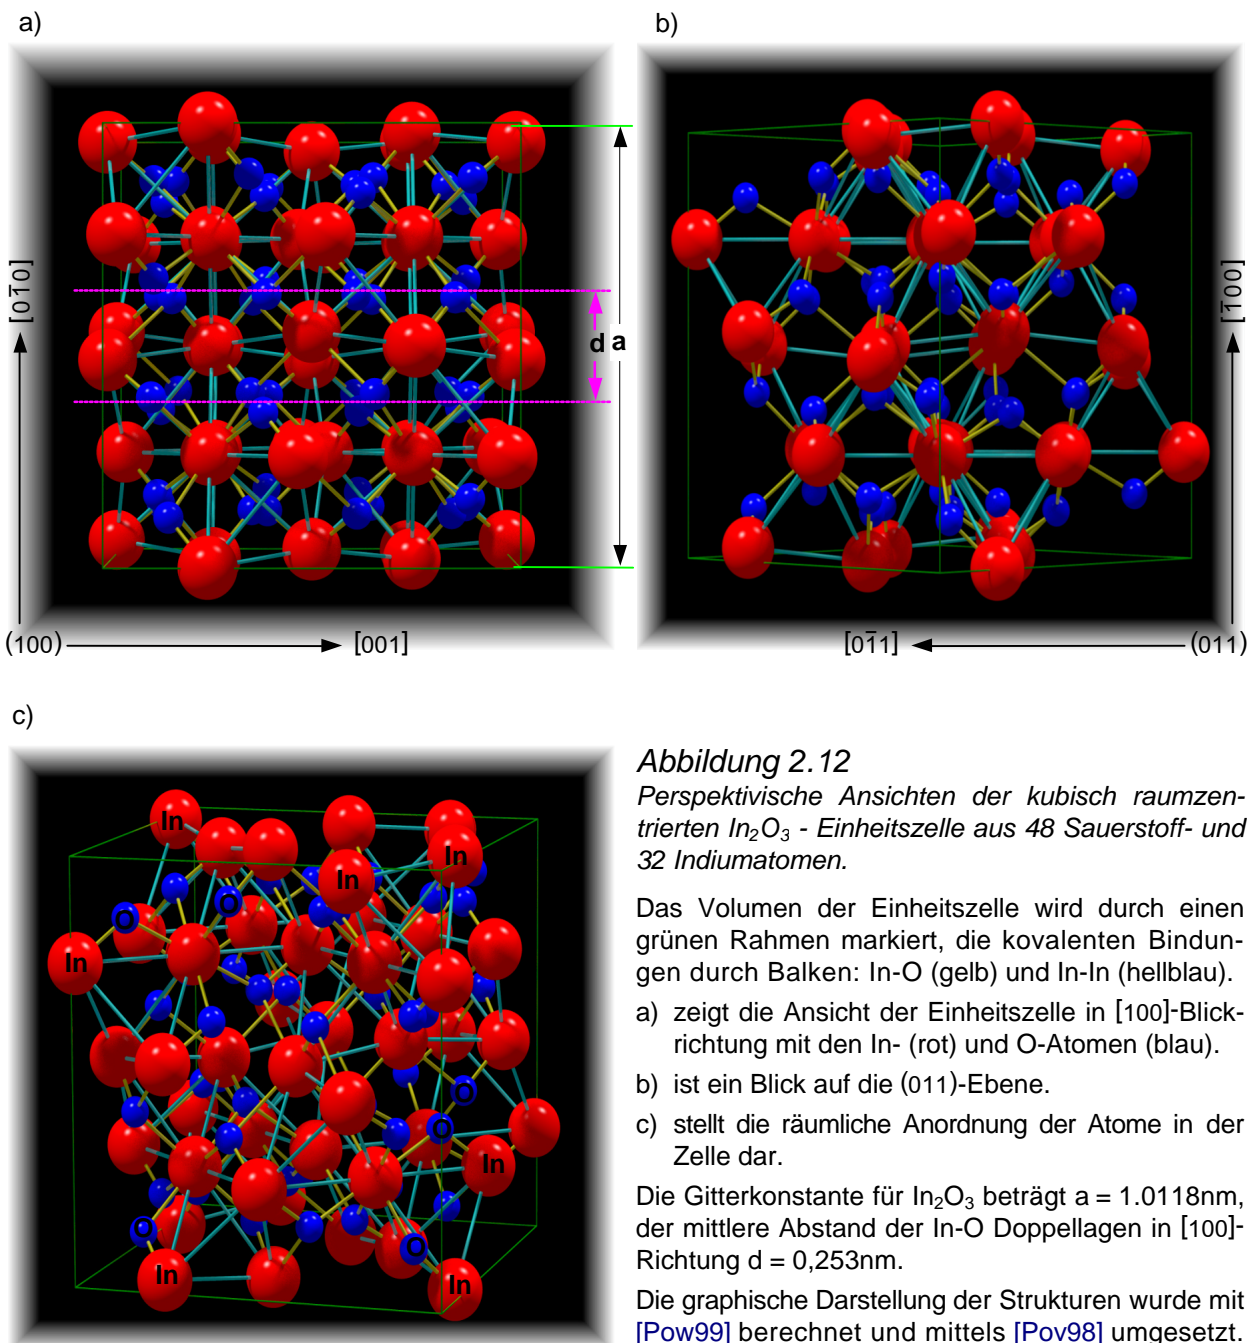 a)
b)
[01̄0]
d a
[1̄00]
(100) [001]
[01̄1] (011)
c)
In
In
In
O
O
In
O
O
In
O
O
In
In
Abbildung 2.12
Perspektivische Ansichten der kubisch raumzen-
trierten In₂O₃ - Einheitszelle aus 48 Sauerstoff- und
32 Indiumatomen.
Das Volumen der Einheitszelle wird durch einen
grünen Rahmen markiert, die kovalenten Bindun-
gen durch Balken: In-O (gelb) und In-In (hellblau).
a) zeigt die Ansicht der Einheitszelle in [100]-Blick-
richtung mit den In- (rot) und O-Atomen (blau).
b) ist ein Blick auf die (011)-Ebene.
c) stellt die räumliche Anordnung der Atome in der
Zelle dar.
Die Gitterkonstante für In₂O₃ beträgt a = 1.0118nm,
der mittlere Abstand der In-O Doppellagen in [100]-
Richtung d = 0,253nm.
Die graphische Darstellung der Strukturen wurde mit
[Pow99] berechnet und mittels [Pov98] umgesetzt.